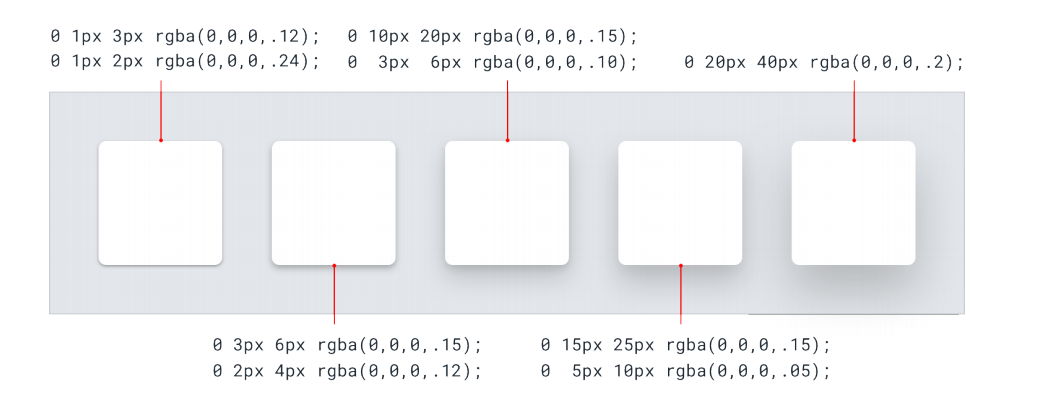 0 1px 3px rgba(0,0,0,.12);
0 1px 2px rgba(0,0,0,.24);
0 10px 20px rgba(0,0,0,.15);
0  3px  6px rgba(0,0,0,.10);
0 20px 40px rgba(0,0,0,.2);
0 3px 6px rgba(0,0,0,.15);
0 2px 4px rgba(0,0,0,.12);
0 15px 25px rgba(0,0,0,.15);
0  5px 10px rgba(0,0,0,.05);